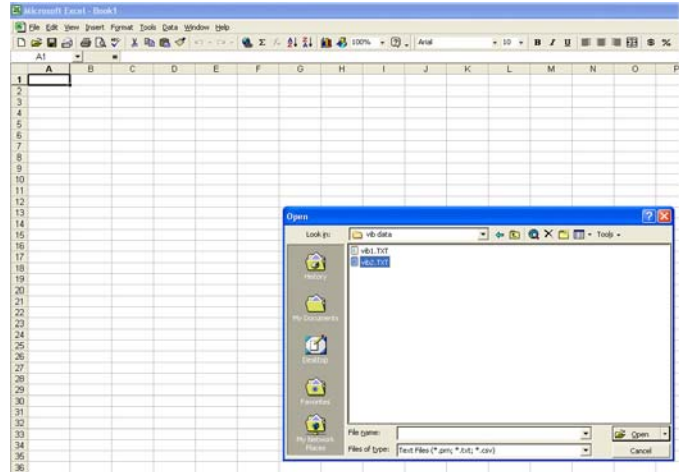 Microsoft Excel - Book1
File Edit View Insert Format Tools Data Window Help
100% Arial 10 B I U $ %
A1 =
A B C D E F G H I J K L M N O P
1
2
3
4
5
6
7
8
9
10
11
12
13
14
15
16
17
18
19
20
21
22
23
24
25
26
27
28
29
30
31
32
33
34
35
36
Open
Look in: vib data Tools
vib1.TXT
vib2.TXT
History
My Documents
Desktop
Favorites
My Network Places
File name: Open
Files of type: Text Files (*.prn; *.txt; *.csv) Cancel